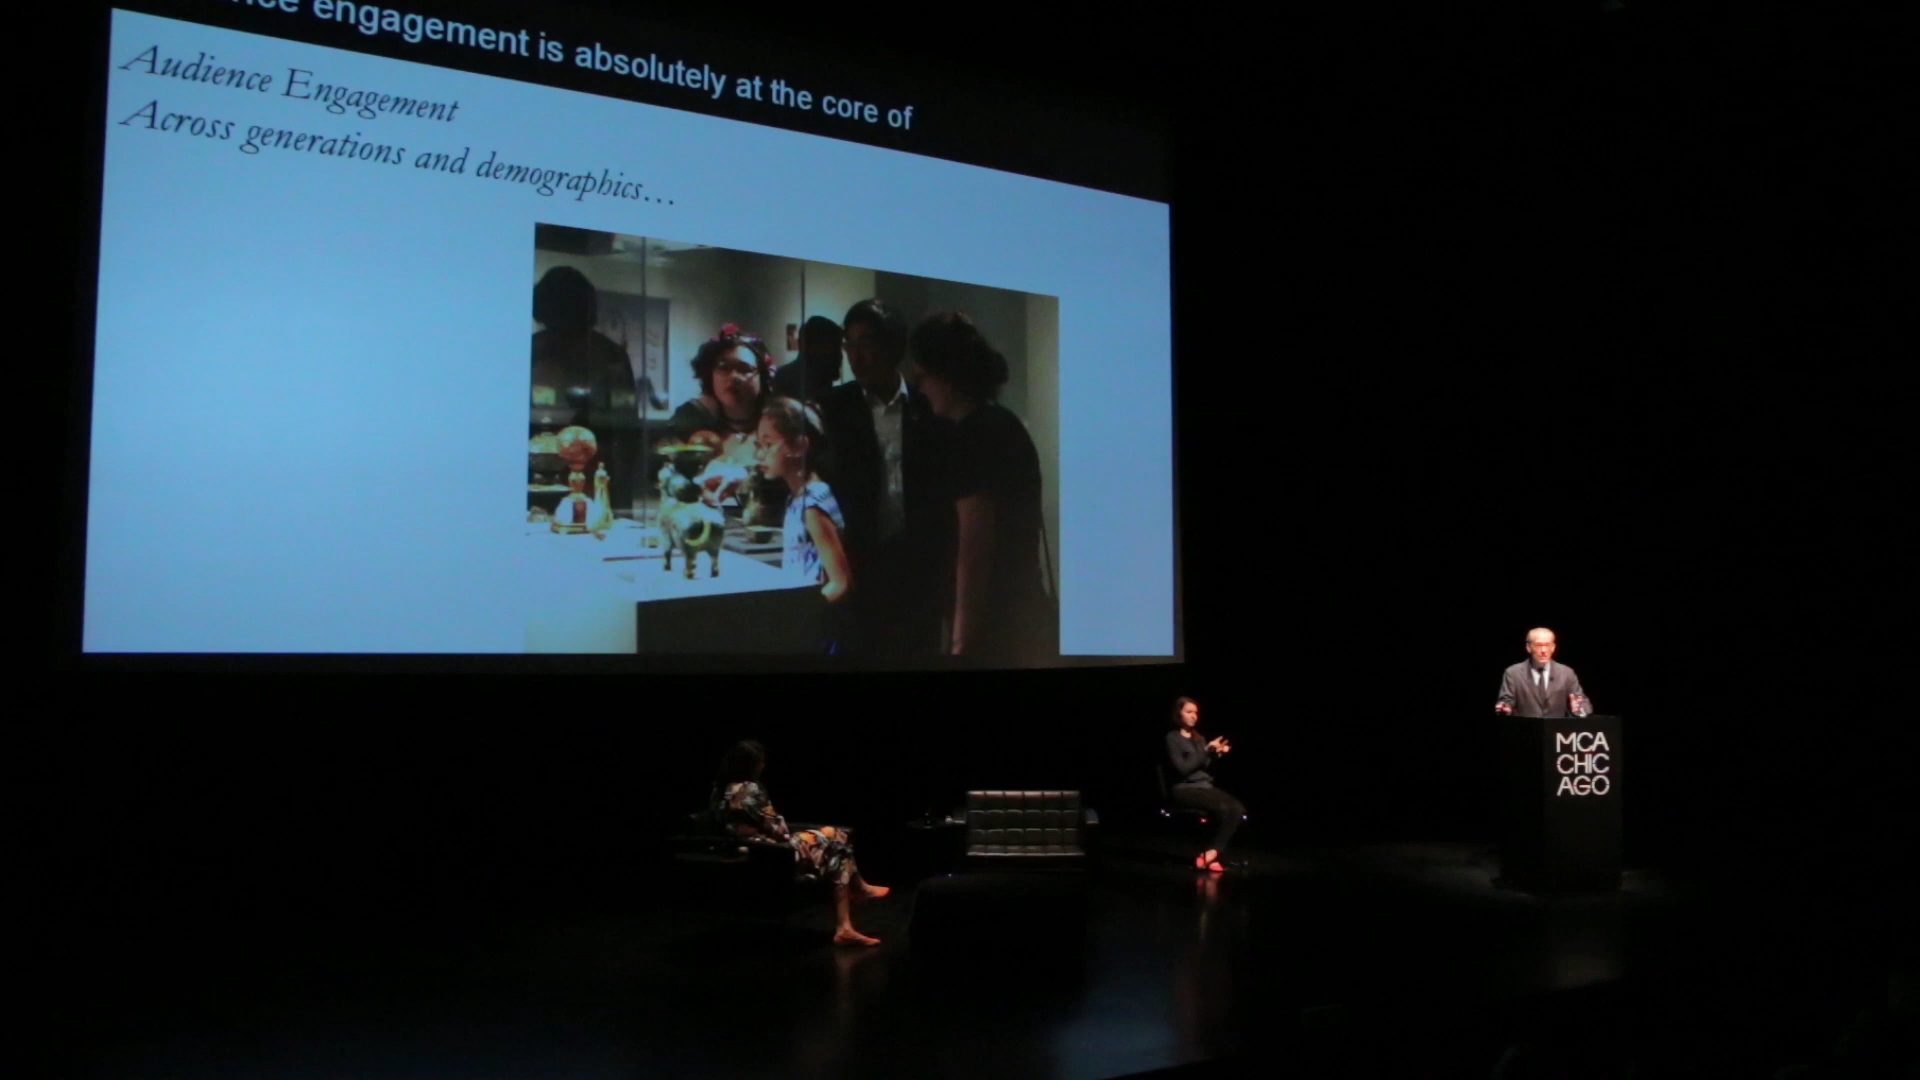 engagement is absolutely at the core of
Audience Engagement
Across generations and demographics...
MCA
CHIC
AGO